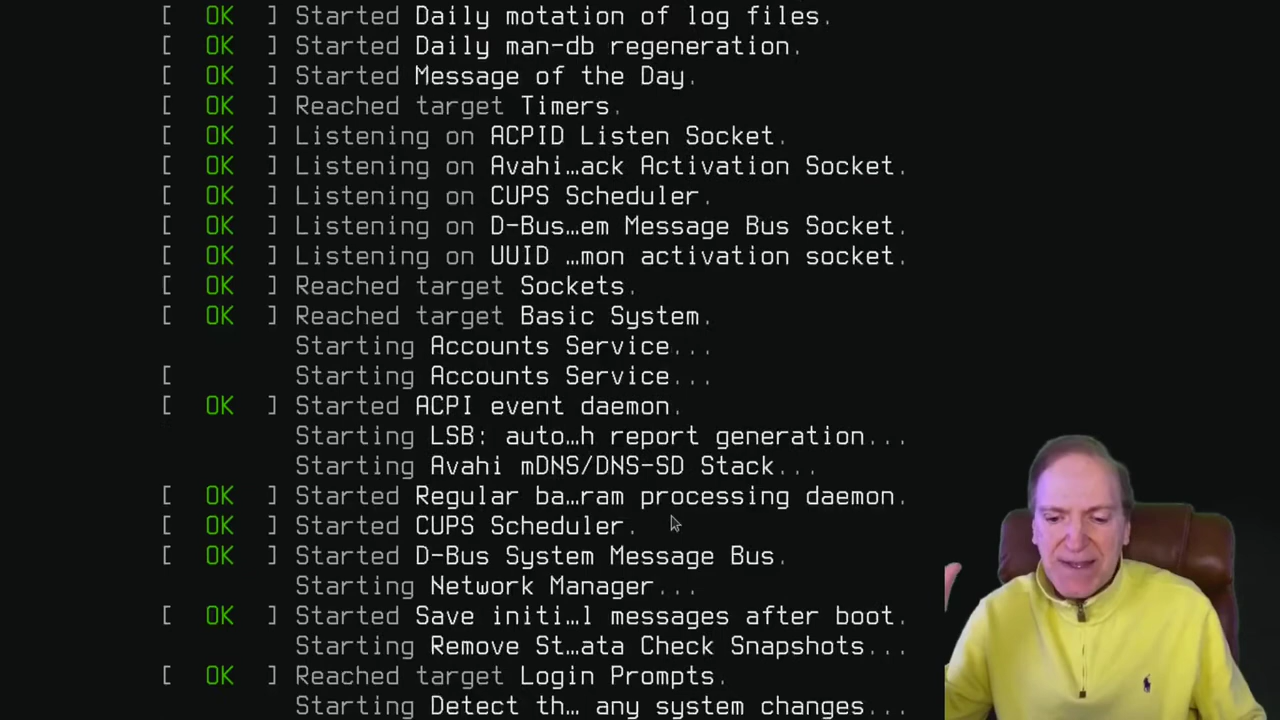 [ OK ] Started Daily motation of log files.
[ OK ] Started Daily man-db regeneration.
[ OK ] Started Message of the Day.
[ OK ] Reached target Timers.
[ OK ] Listening on ACPID Listen Socket.
[ OK ] Listening on Avahi…ack Activation Socket.
[ OK ] Listening on CUPS Scheduler.
[ OK ] Listening on D-Bus…em Message Bus Socket.
[ OK ] Listening on UUID …mon activation socket.
[ OK ] Reached target Sockets.
[ OK ] Reached target Basic System.
Starting Accounts Service...
[ Starting Accounts Service...
[ OK ] Started ACPI event daemon.
Starting LSB: auto…h report generation...
Starting Avahi mDNS/DNS-SD Stack...
[ OK ] Started Regular ba…ram processing daemon.
[ OK ] Started CUPS Scheduler.
[ OK ] Started D-Bus System Message Bus.
Starting Network Manager...
[ OK ] Started Save initi…l messages after boot.
Starting Remove St…ata Check Snapshots...
[ OK ] Reached target Login Prompts.
Starting Detect th… any system changes...